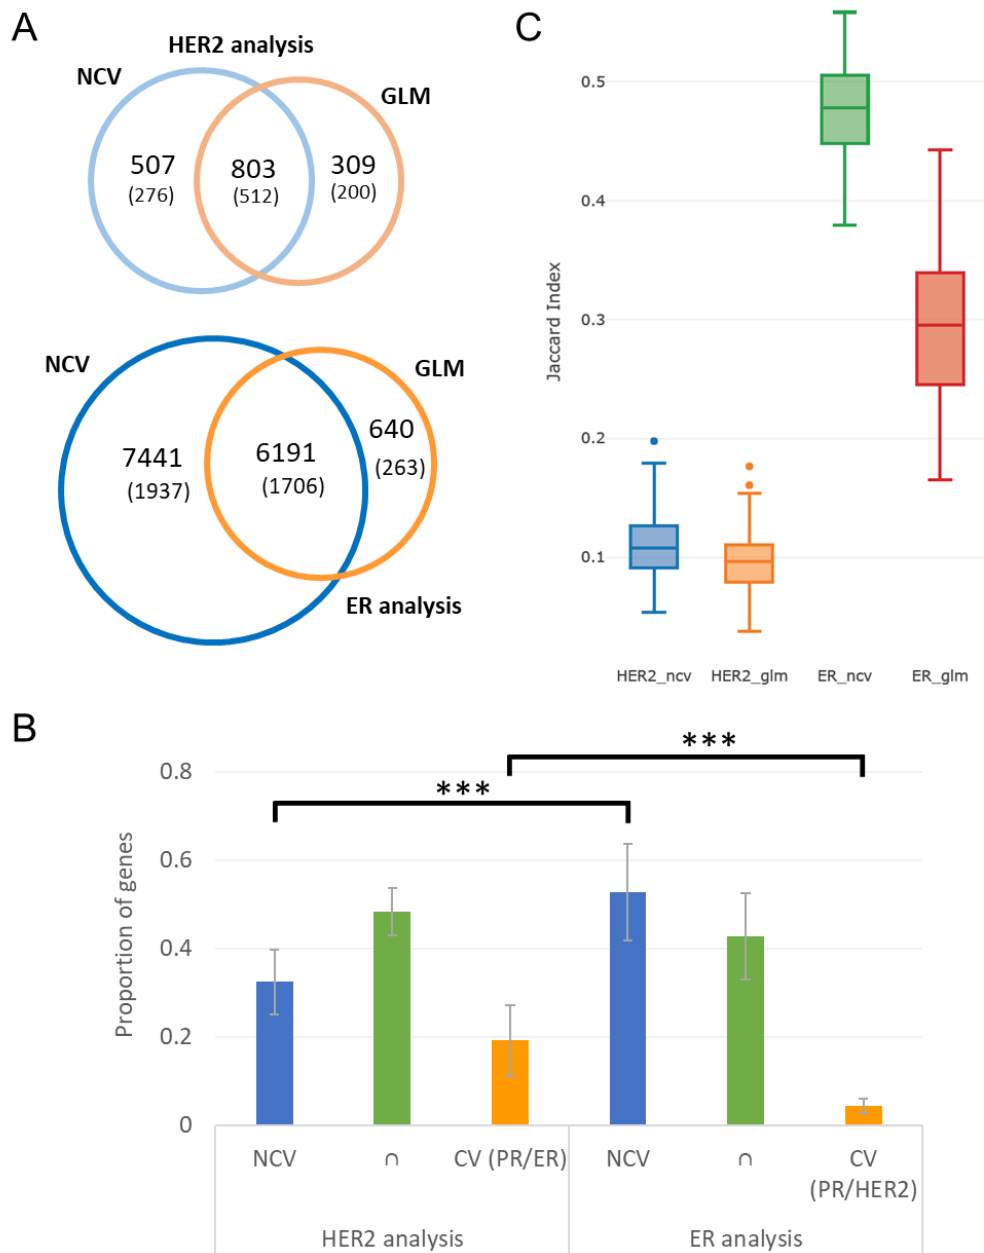 A
HER2 analysis
NCV
GLM
507
(276)
803
(512)
309
(200)
NCV
GLM
7441
(1937)
6191
(1706)
640
(263)
ER analysis
C
Jaccard Index
0.5
0.4
0.3
0.2
0.1
HER2_ncv HER2_glm ER_ncv ER_glm
B
Proportion of genes
0.8
0.6
0.4
0.2
0
***
***
NCV ∩ CV (PR/ER) NCV ∩ CV
(PR/HER2)
HER2 analysis ER analysis